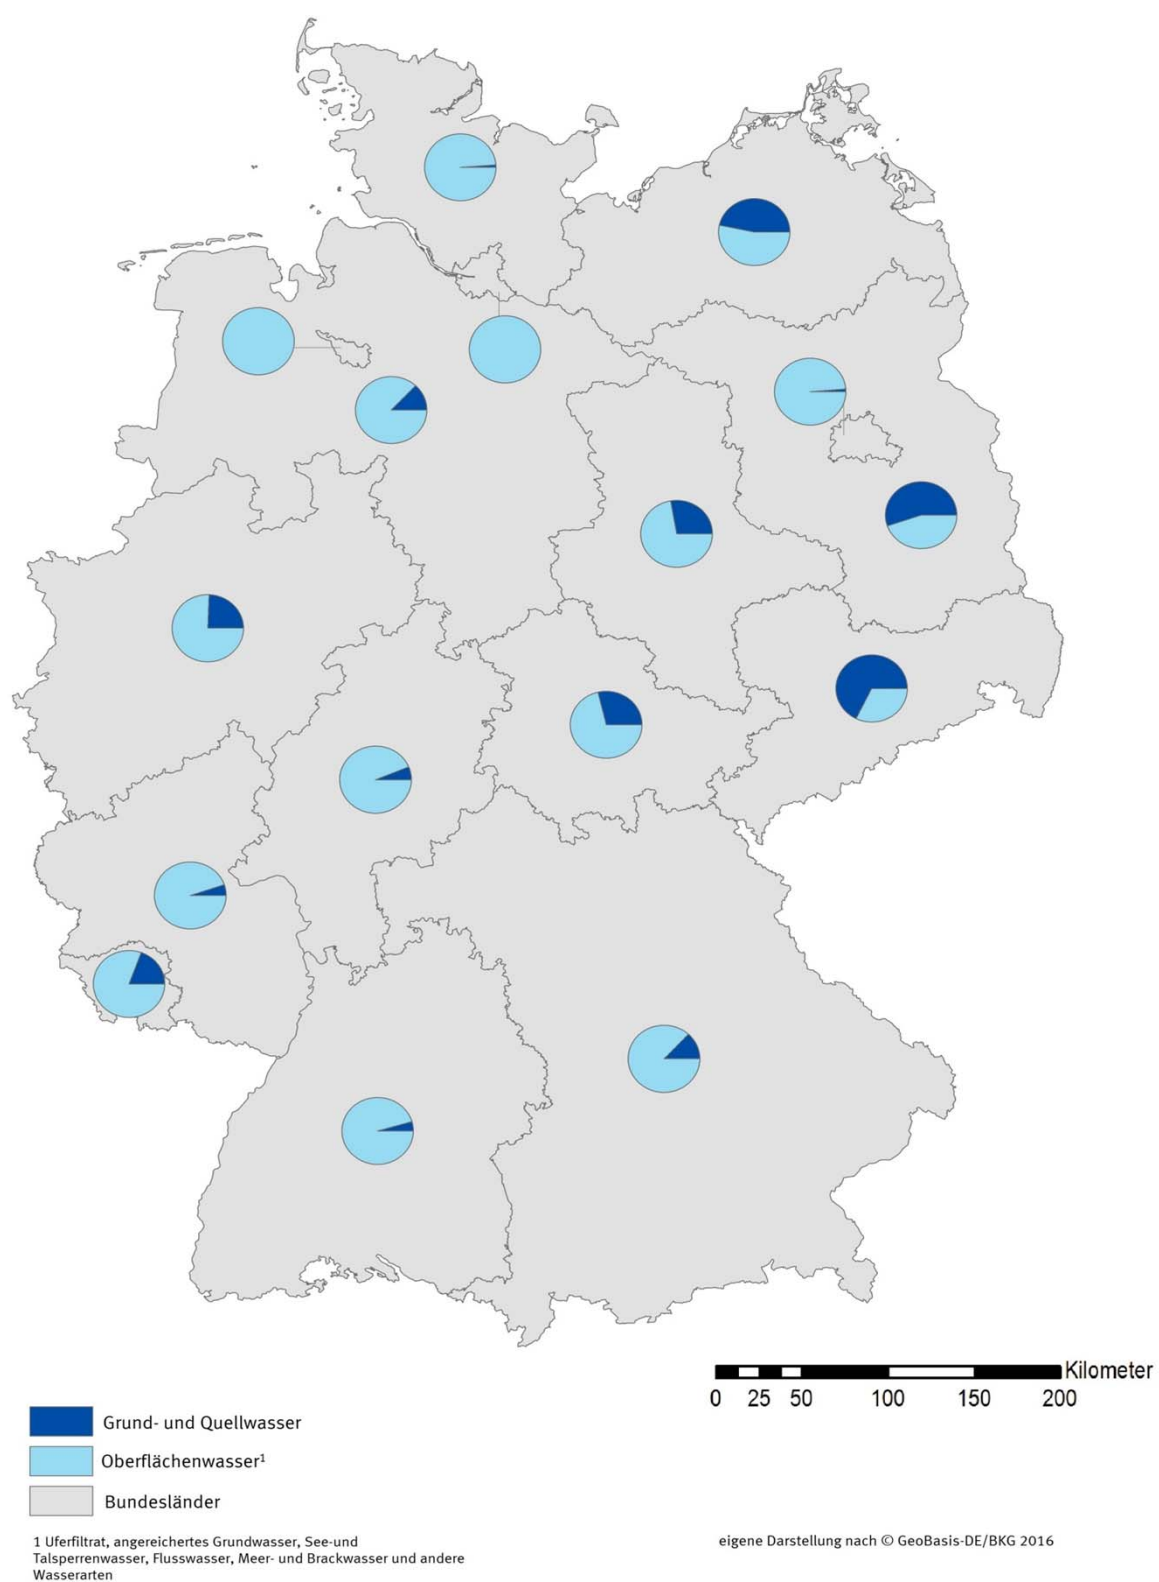 Kilometer
0 25 50 100 150 200
Grund- und Quellwasser
Oberflächenwasser¹
Bundesländer
1 Uferfiltrat, angereichertes Grundwasser, See-und
Talsperrenwasser, Flusswasser, Meer- und Brackwasser und andere
Wasserarten
eigene Darstellung nach © GeoBasis-DE/BKG 2016